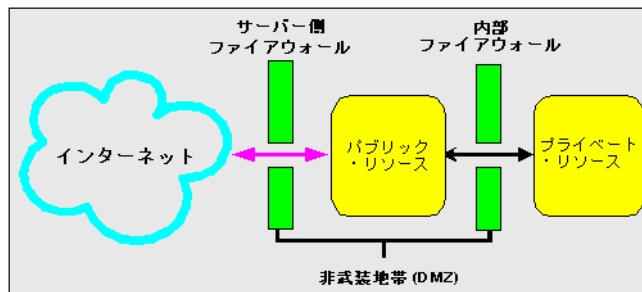 サーバー側
ファイアウォール
内部
ファイアウォール
インターネット
パブリック
・リソース
プライベート
・リソース
非武装地帯 (DMZ)